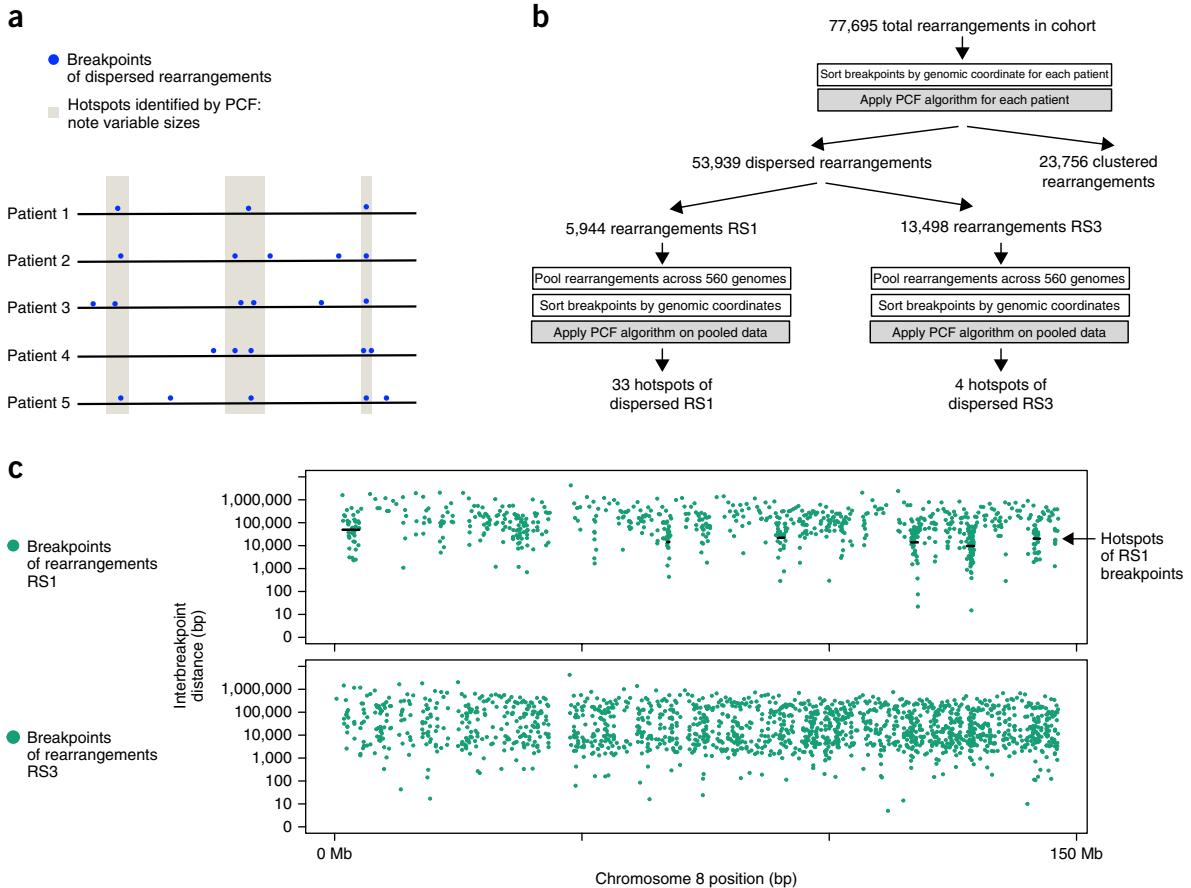 a
Breakpoints
of dispersed rearrangements
Hotspots identified by PCF:
note variable sizes
Patient 1
Patient 2
Patient 3
Patient 4
Patient 5
b
77,695 total rearrangements in cohort
Sort breakpoints by genomic coordinate for each patient
Apply PCF algorithm for each patient
53,939 dispersed rearrangements
23,756 clustered
rearrangements
5,944 rearrangements RS1
13,498 rearrangements RS3
Pool rearrangements across 560 genomes
Sort breakpoints by genomic coordinates
Apply PCF algorithm on pooled data
Pool rearrangements across 560 genomes
Sort breakpoints by genomic coordinates
Apply PCF algorithm on pooled data
33 hotspots of
dispersed RS1
4 hotspots of
dispersed RS3
c
Breakpoints
of rearrangements
RS1
Breakpoints
of rearrangements
RS3
Interbreakpoint
distance (bp)
1,000,000
100,000
10,000
1,000
100
10
0
Hotspots
of RS1
breakpoints
1,000,000
100,000
10,000
1,000
100
10
0
0 Mb
150 Mb
Chromosome 8 position (bp)